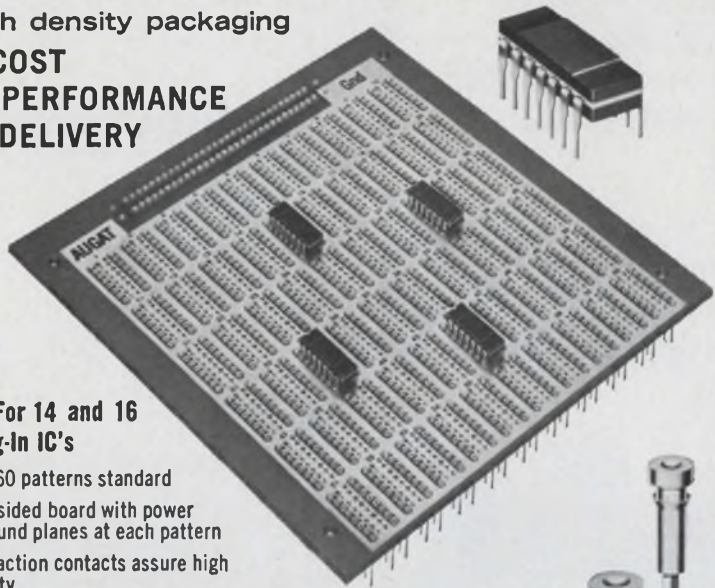 h density packaging
COST
PERFORMANCE
DELIVERY
Gnd
AUGAT
For 14 and 16
g-In IC's
60 patterns standard
sided board with power
und planes at each pattern
action contacts assure high
ty